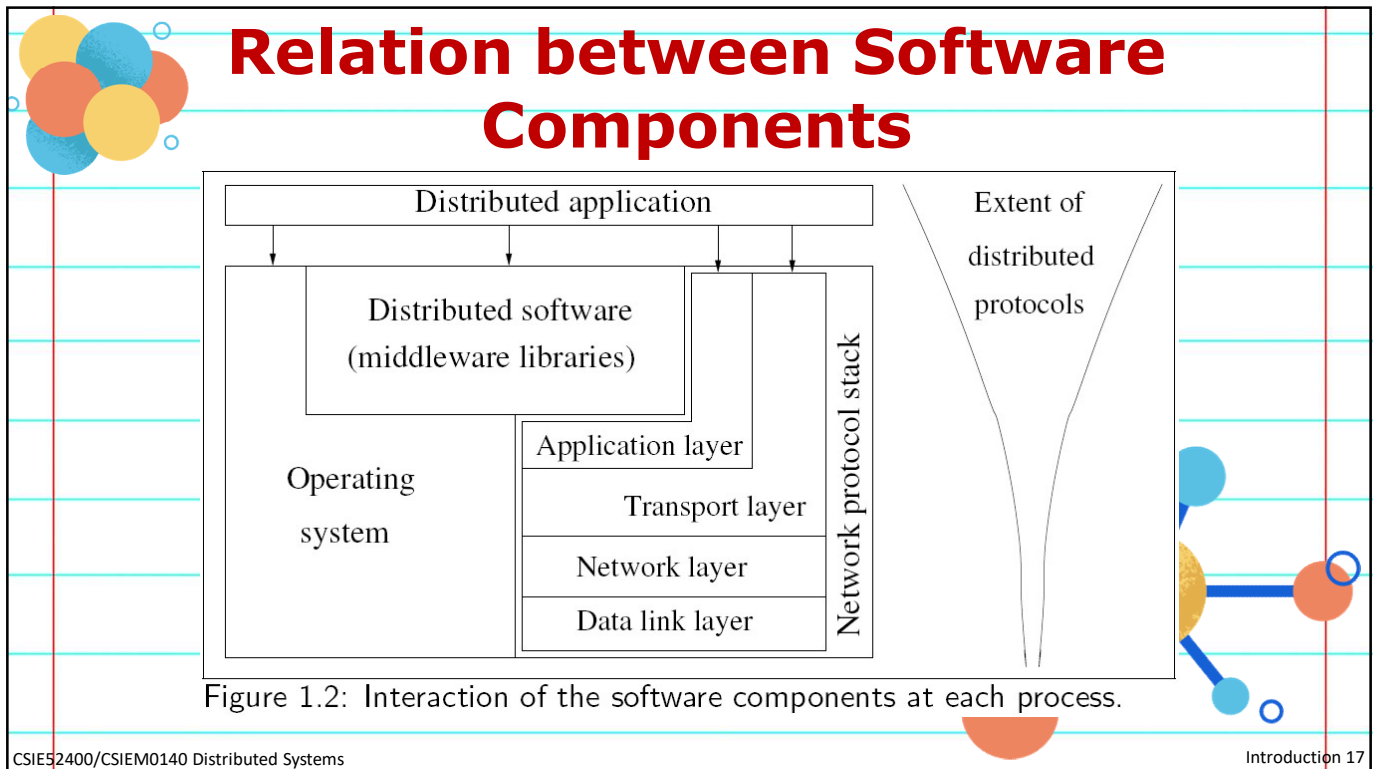 Relation between Software
Components
Distributed application
Extent of
distributed
protocols
Distributed software
(middleware libraries)
Network protocol stack
Application layer
Operating
system
Transport layer
Network layer
Data link layer
Figure 1.2: Interaction of the software components at each process.
CSIE52400/CSIEM0140 Distributed Systems
Introduction 17